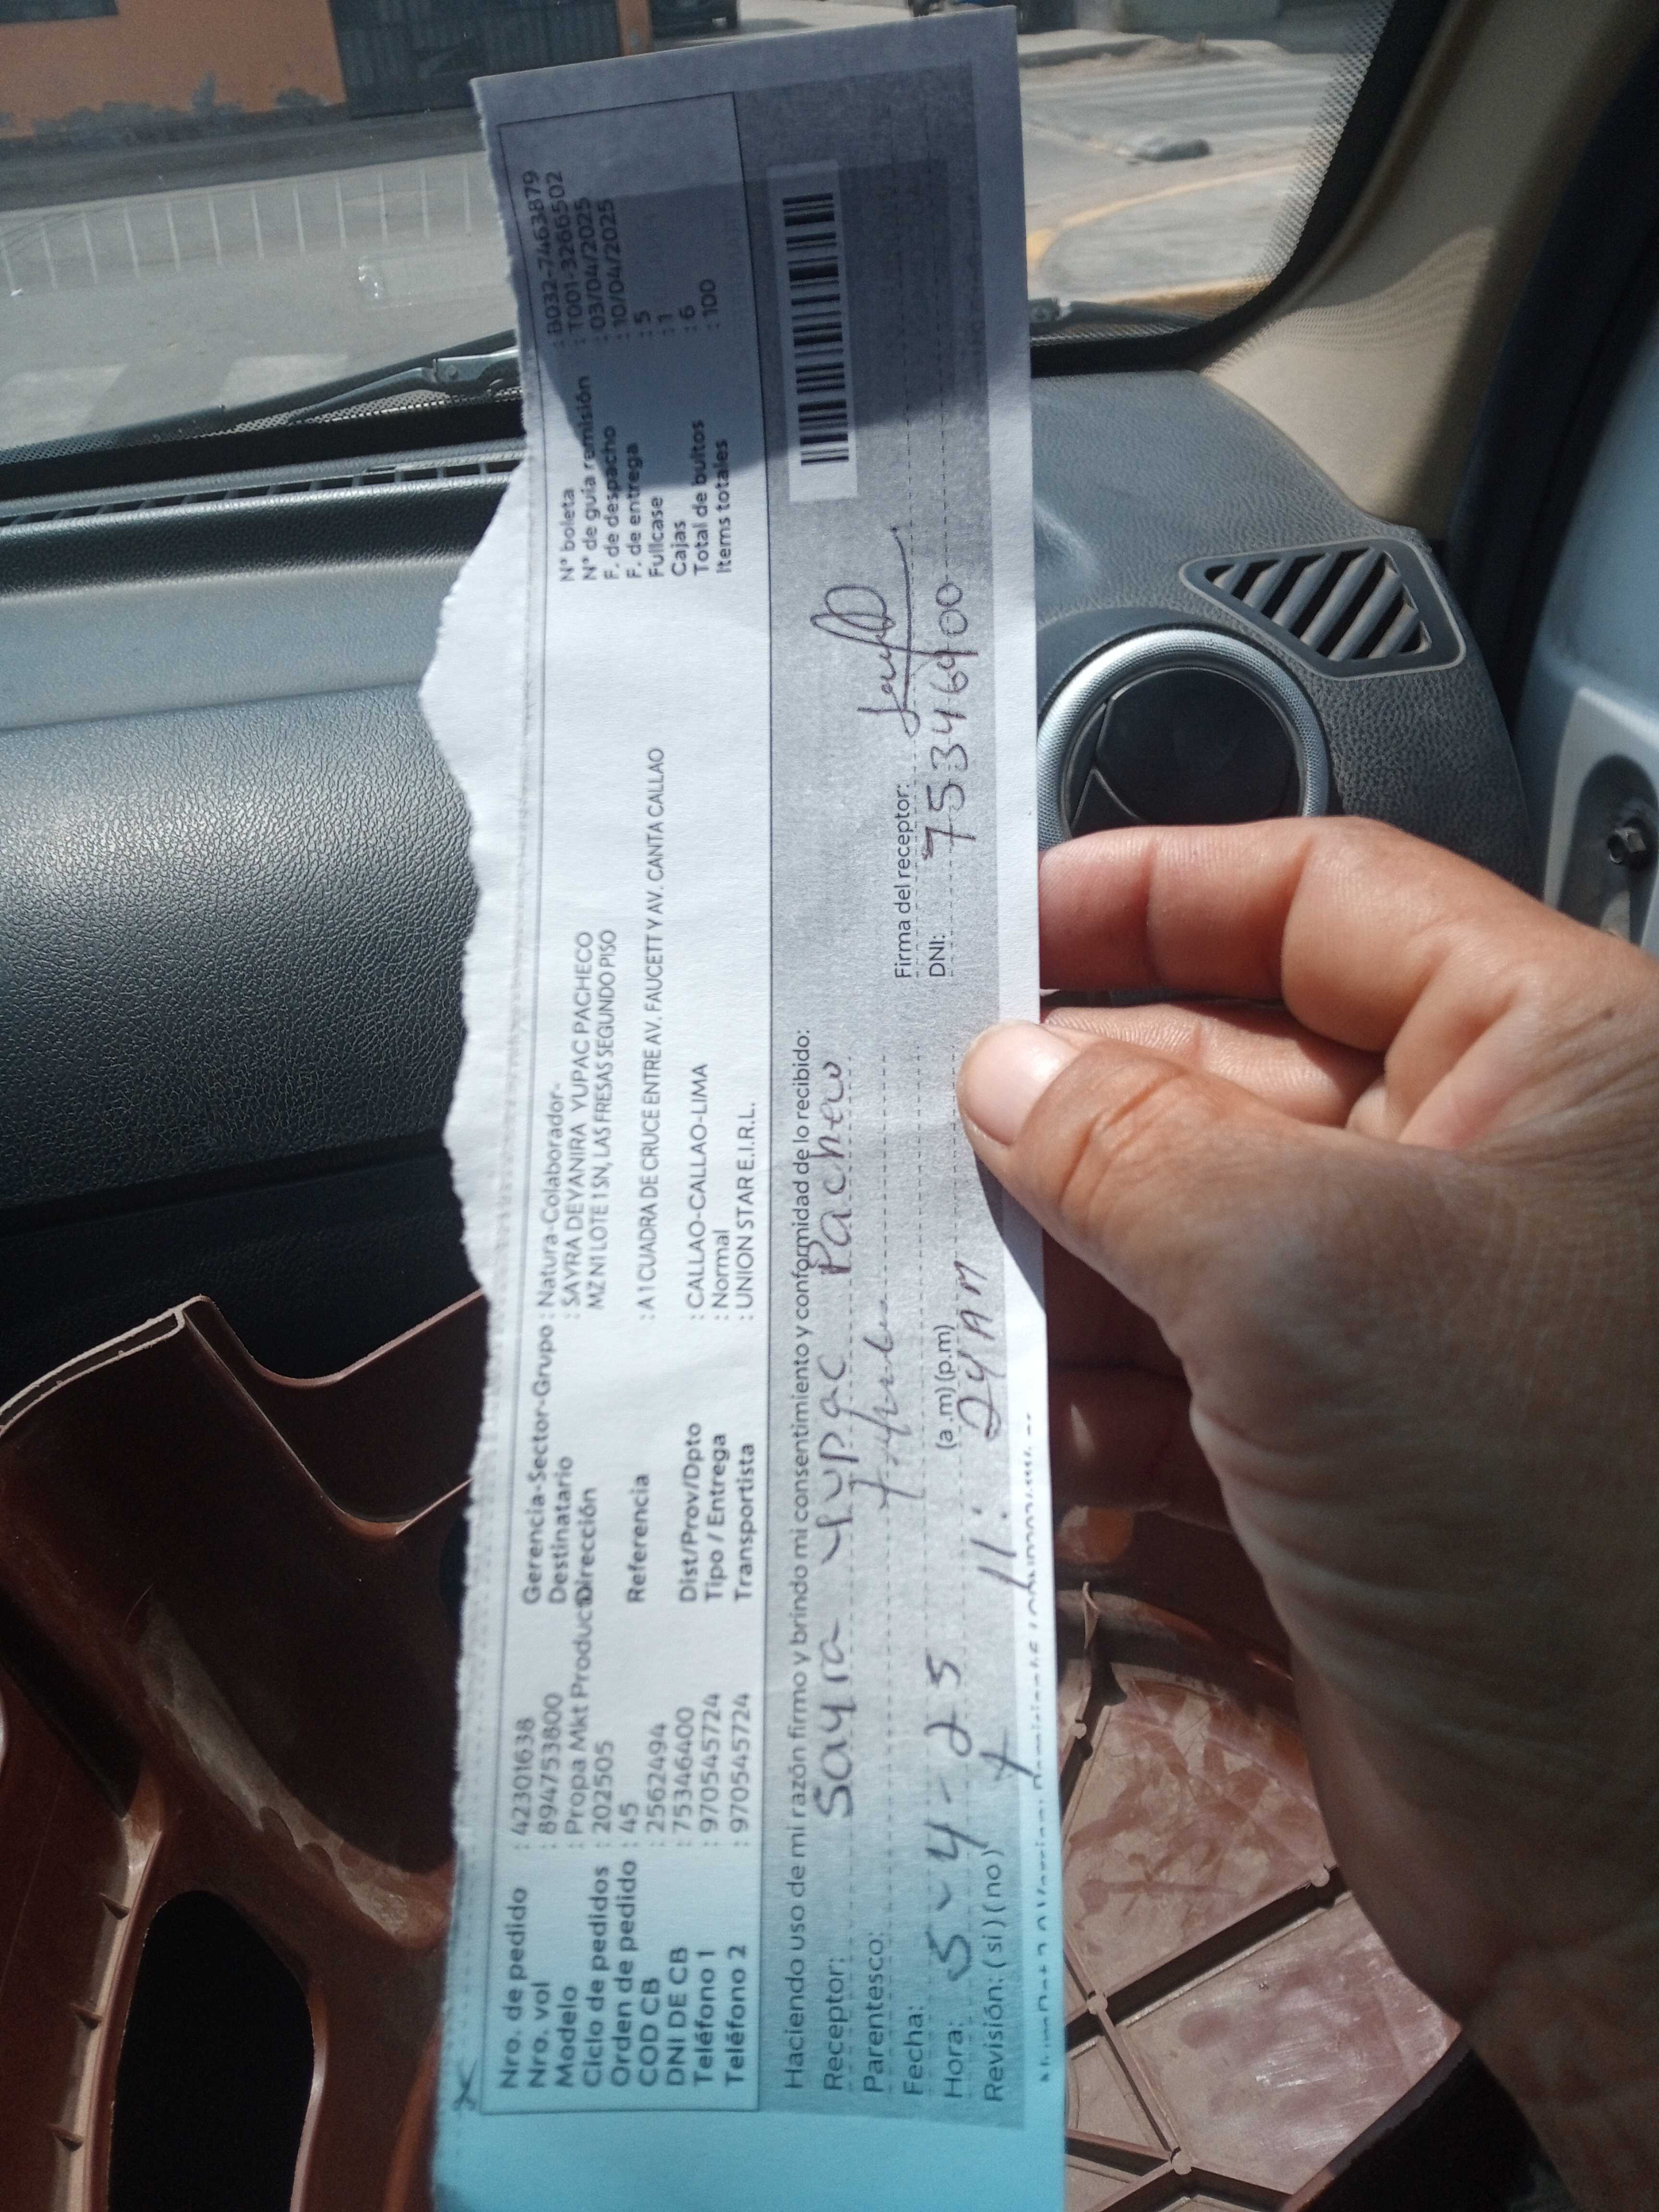 Nro. de pedido : 42301638
Nro. vol : 894753800
Modelo : Propa Mkt Producto
Ciclo de pedidos : 202505
Orden de pedido : 45
COD CB : 2562494
DNI DE CB : 75346400
Teléfono 1 : 970545724
Teléfono 2 : 970545724
Gerencia-Sector-Grupo : Natura-Colaborador-
Destinatario : SAYRA DEYANIRA YUPAC PACHECO
Dirección MZ N1 LOTE 1 SN, LAS FRESAS SEGUNDO PISO
Referencia : A 1 CUADRA DE CRUCE ENTRE AV. FAUCETT Y AV. CANTA CALLAO
Dist/Prov/Dpto : CALLAO-CALLAO-LIMA
Tipo / Entrega : Normal
Transportista : UNION STAR E.I.R.L.
N° boleta : B032-7463879
N° de guía remisión : T001-3266502
F. de despacho : 03/04/2025
F. de entrega : 10/04/2025
Fullcase : 5
Cajas : 1
Total de bultos : 6
Items totales : 100
Haciendo uso de mi razón firmo y brindo mi consentimiento y conformidad de lo recibido:
Receptor: Sayra Yupac Pacheco
Parentesco:
Fecha: 5-4-25
Hora: (a.m) (p.m) 11:24 AM
Revisión: ( si ) ( no )
Firma del receptor:
DNI: 75346400